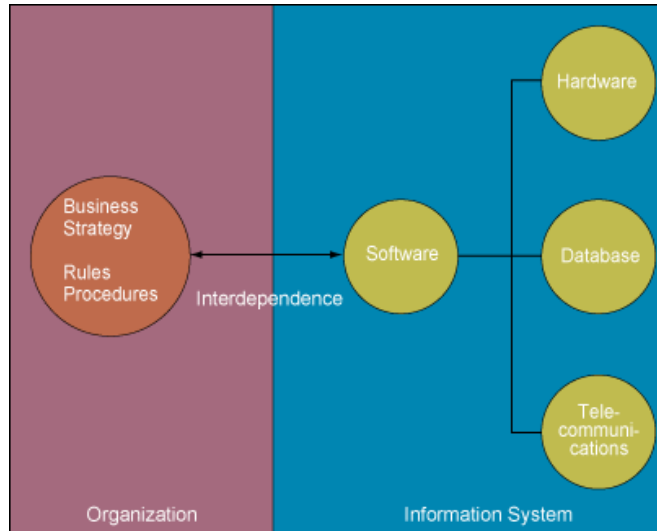 Hardware
Business
Strategy
Rules
Procedures
Software
Database
Interdependence
Tele-
communi-
cations
Organization
Information System